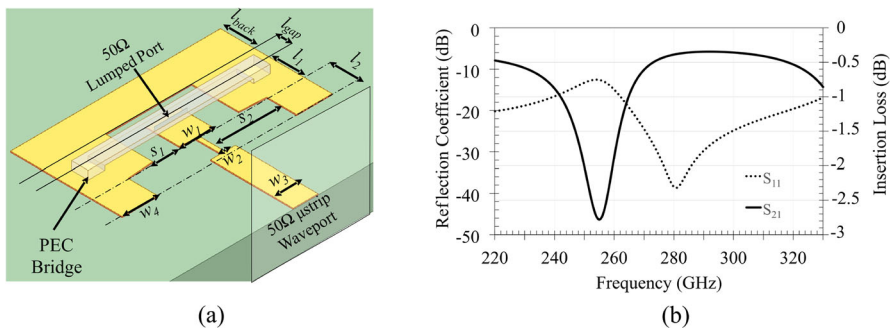 l_back
l_gap
l_1
l_2
50Ω
Lumped Port
s_1
w_1
s_2
w_2
w_3
w_4
PEC
Bridge
50Ω μstrip
Waveport
(a)
Reflection Coefficient (dB)
0
-10
-20
-30
-40
-50
220
240
260
280
300
320
Frequency (GHz)
S11
S21
0
-0.5
-1
-1.5
-2
-2.5
-3
Insertion Loss (dB)
(b)